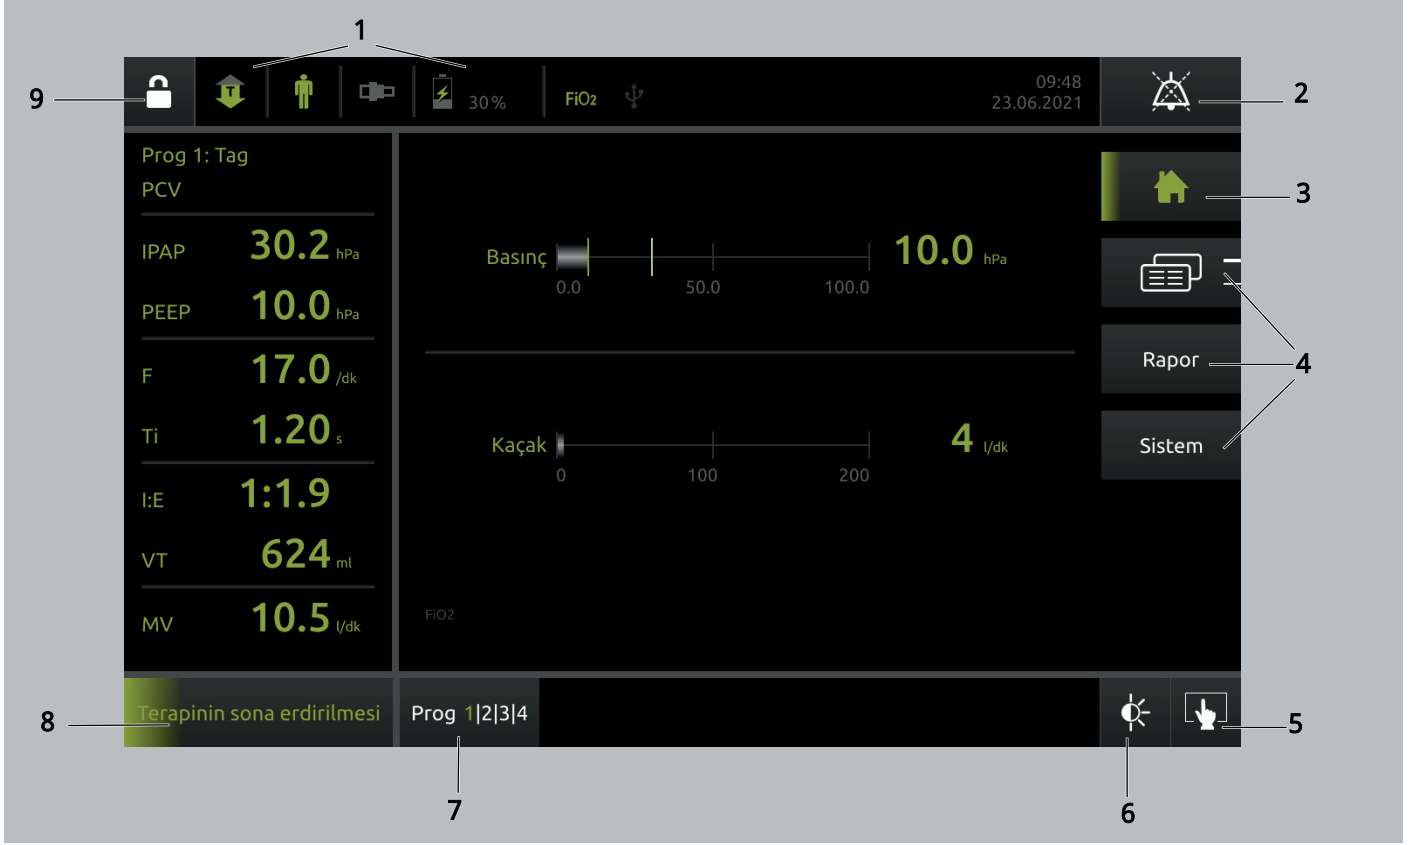 1
9
2
30%
FiO2
09:48
23.06.2021
T
Prog 1: Tag
PCV
IPAP 30.2 hPa
PEEP 10.0 hPa
F 17.0 /dk
Ti 1.20 s
I:E 1:1.9
VT 624 ml
MV 10.5 l/dk
Basınç 10.0 hPa
0.0 50.0 100.0
Kaçak 4 l/dk
0 100 200
FiO2
3
Rapor
4
Sistem
Terapinin sona erdirilmesi
Prog 1|2|3|4
8
5
7
6